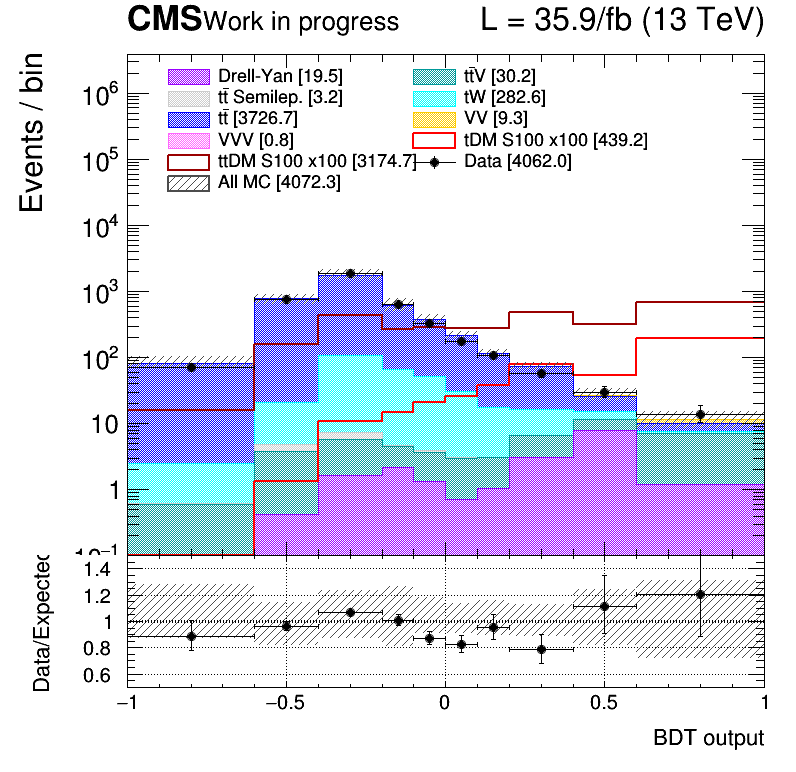 CMS Work in progress L = 35.9/fb (13 TeV)
Events / bin
Drell-Yan [19.5] tt̄V [30.2]
tt̄ Semilep. [3.2] tW [282.6]
tt̄ [3726.7] VV [9.3]
VVV [0.8] tDM S100 x100 [439.2]
ttDM S100 x100 [3174.7] Data [4062.0]
All MC [4072.3]
10⁶
10⁵
10⁴
10³
10²
10
1
10⁻¹
Data/Expected
1.4
1.2
1
0.8
0.6
−1 −0.5 0 0.5 1
BDT output